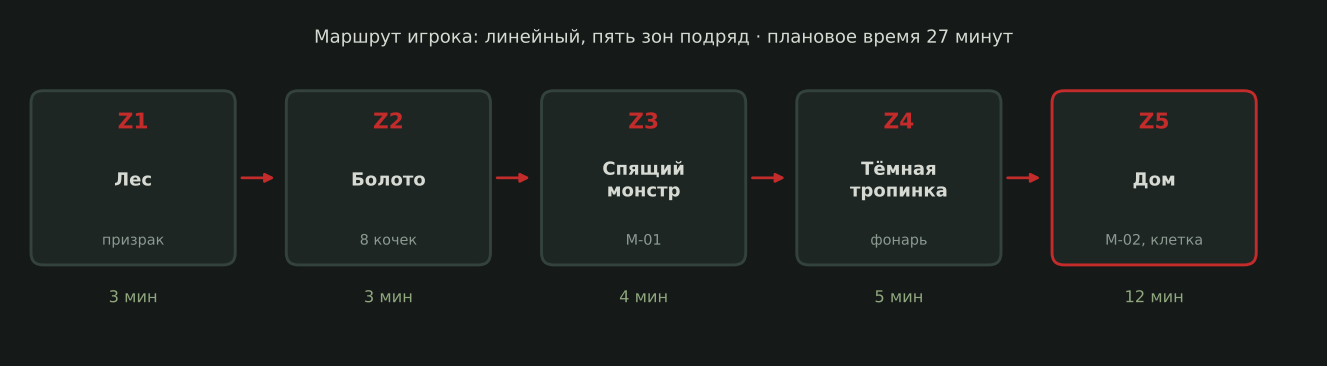 Маршрут игрока: линейный, пять зон подряд · плановое время 27 минут
Z1
Лес
призрак
3 мин
Z2
Болото
8 кочек
3 мин
Z3
Спящий
монстр
М-01
4 мин
Z4
Тёмная
тропинка
фонарь
5 мин
Z5
Дом
М-02, клетка
12 мин